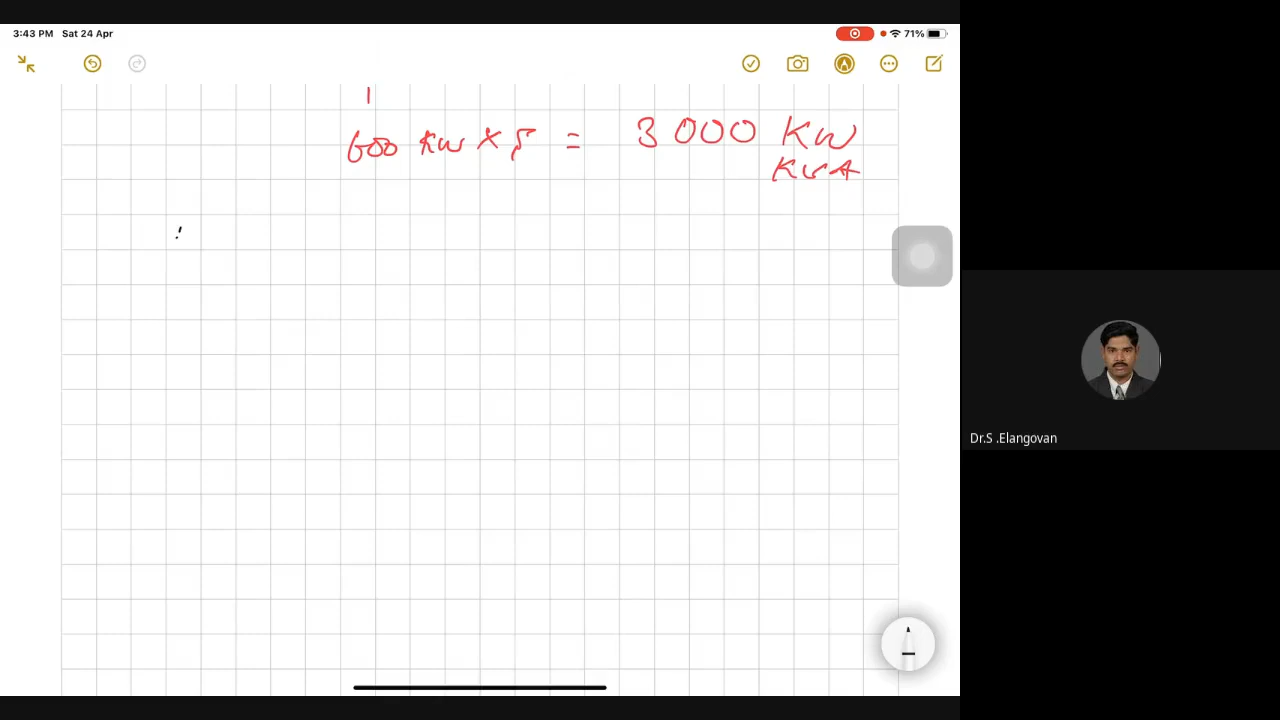 3:43 PM Sat 24 Apr
71%
600 KW X 5 = 3000 KW
KVA
Dr.S .Elangovan